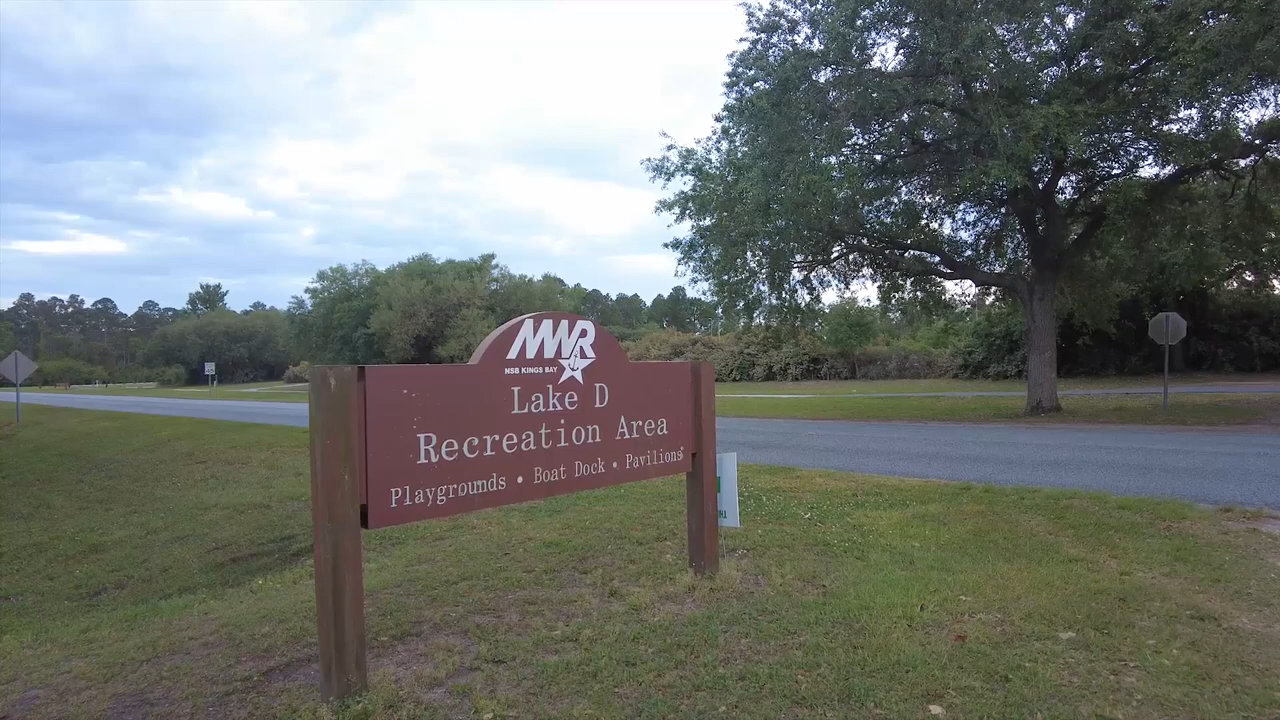 MWR
NSB KINGS BAY
Lake D
Recreation Area
Playgrounds • Boat Dock • Pavilions